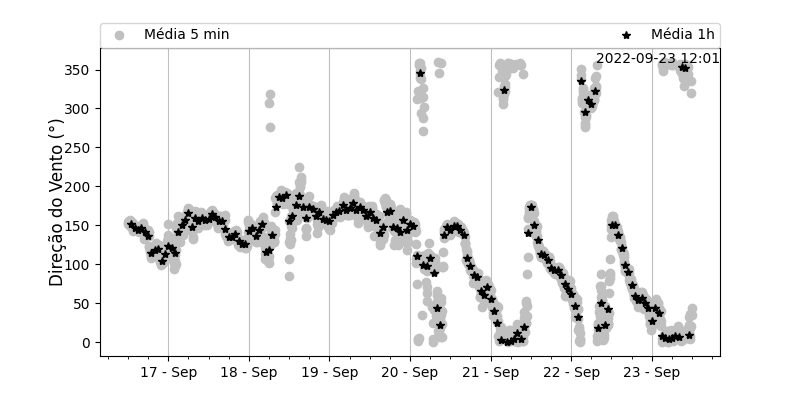 Média 5 min
Média 1h
2022-09-23 12:01
Direção do Vento (°)
350
300
250
200
150
100
50
0
17 - Sep
18 - Sep
19 - Sep
20 - Sep
21 - Sep
22 - Sep
23 - Sep